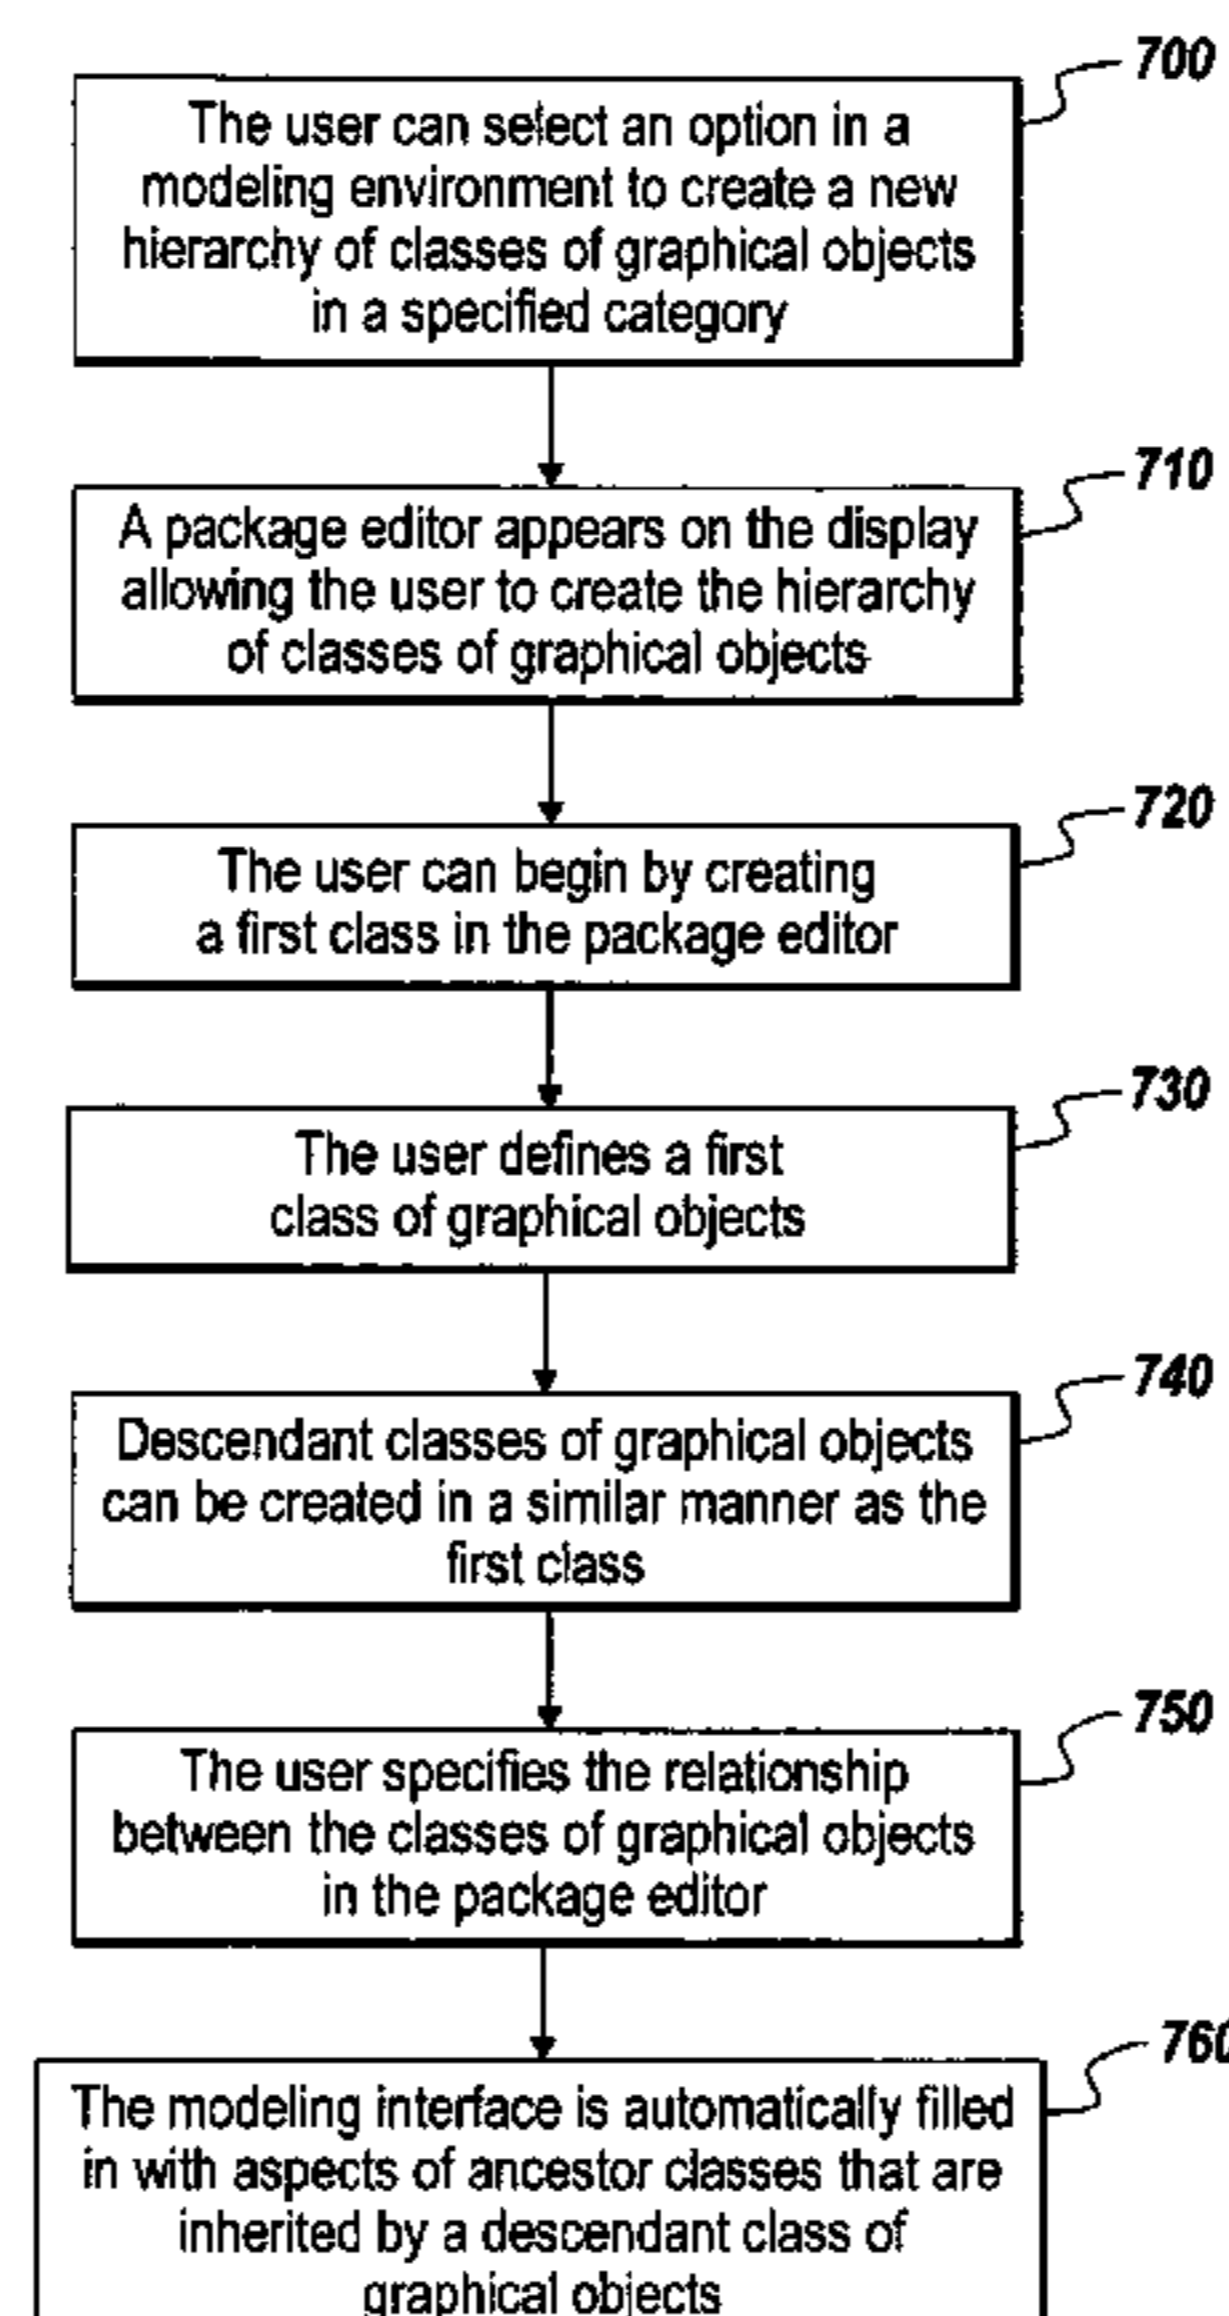 700
The user can select an option in a
modeling environment to create a new
hierarchy of classes of graphical objects
in a specified category
710
A package editor appears on the display
allowing the user to create the hierarchy
of classes of graphical objects
720
The user can begin by creating
a first class in the package editor
730
The user defines a first
class of graphical objects
740
Descendant classes of graphical objects
can be created in a similar manner as the
first class
750
The user specifies the relationship
between the classes of graphical objects
in the package editor
760
The modeling interface is automatically filled
in with aspects of ancestor classes that are
inherited by a descendant class of
graphical objects